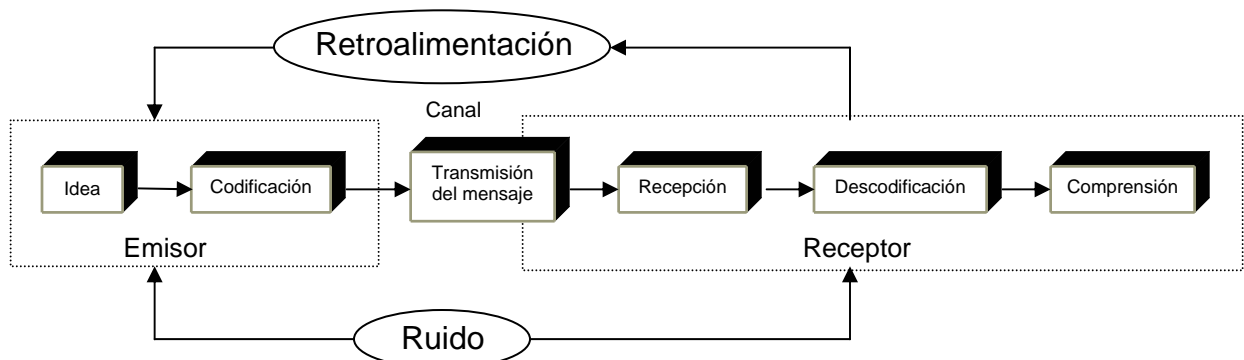 Retroalimentación
Canal
Idea
Codificación
Transmisión
del mensaje
Recepción
Descodificación
Comprensión
Emisor
Receptor
Ruido